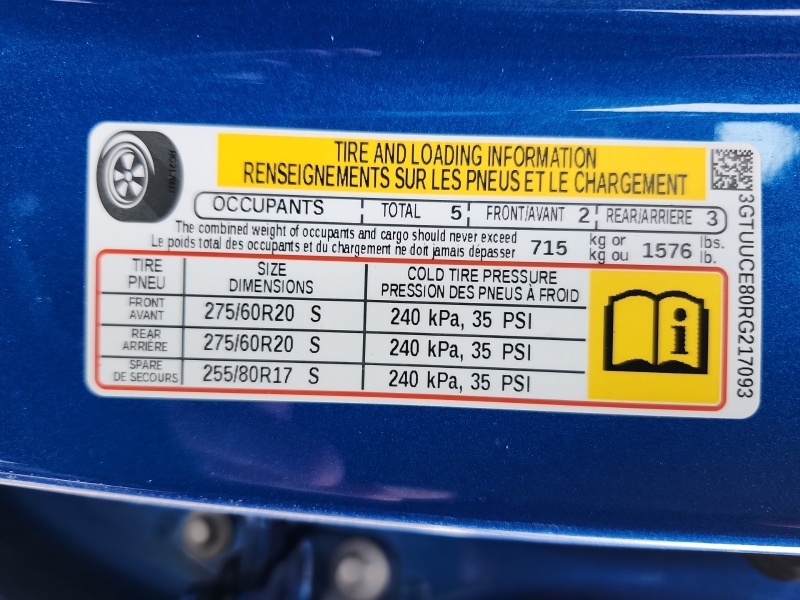 TIRE AND LOADING INFORMATION
RENSEIGNEMENTS SUR LES PNEUS ET LE CHARGEMENT
OCCUPANTS TOTAL 5 FRONT/AVANT 2 REAR/ARRIERE 3
The combined weight of occupants and cargo should never exceed 715 kg or 1576 lbs.
Le poids total des occupants et du chargement ne doit jamais dépasser kg ou lb.
TIRE PNEU SIZE DIMENSIONS COLD TIRE PRESSURE PRESSION DES PNEUS À FROID
FRONT AVANT 275/60R20 S 240 kPa, 35 PSI
REAR ARRIÈRE 275/60R20 S 240 kPa, 35 PSI
SPARE DE SECOURS 255/80R17 S 240 kPa, 35 PSI
3GTUUCE80RG217093